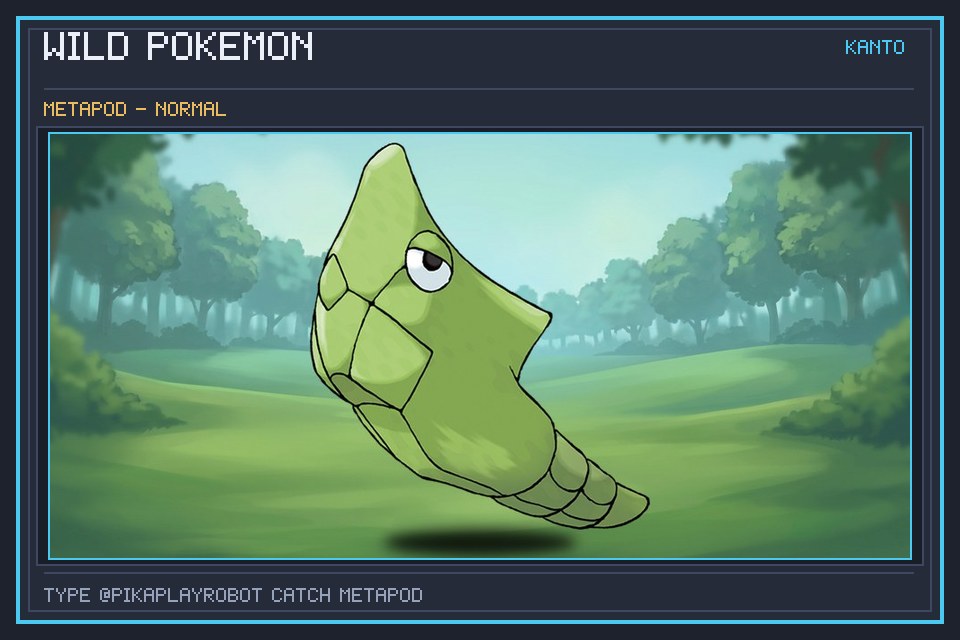 WILD POKEMON
KANTO
METAPOD - NORMAL
TYPE @PIKAPLAYROBOT CATCH METAPOD